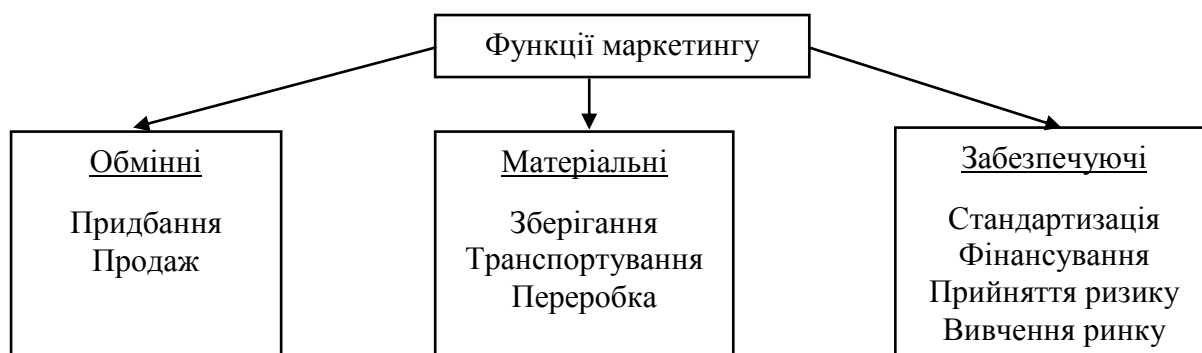 Функції маркетингу
Обмінні
Придбання
Продаж
Матеріальні
Зберігання
Транспортування
Переробка
Забезпечуючі
Стандартизація
Фінансування
Прийняття ризику
Вивчення ринку